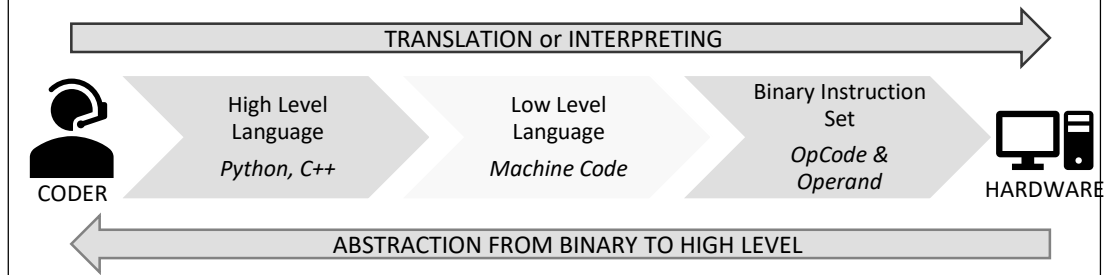 TRANSLATION or INTERPRETING
CODER
High Level
Language
Python, C++
Low Level
Language
Machine Code
Binary Instruction
Set
OpCode &
Operand
HARDWARE
ABSTRACTION FROM BINARY TO HIGH LEVEL